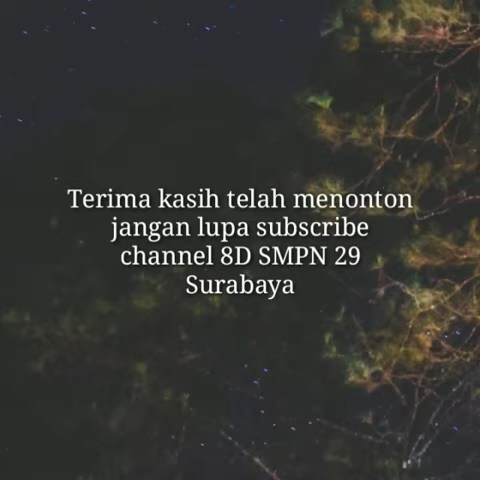 Terima kasih telah menonton
jangan lupa subscribe
channel 8D SMPN 29
Surabaya